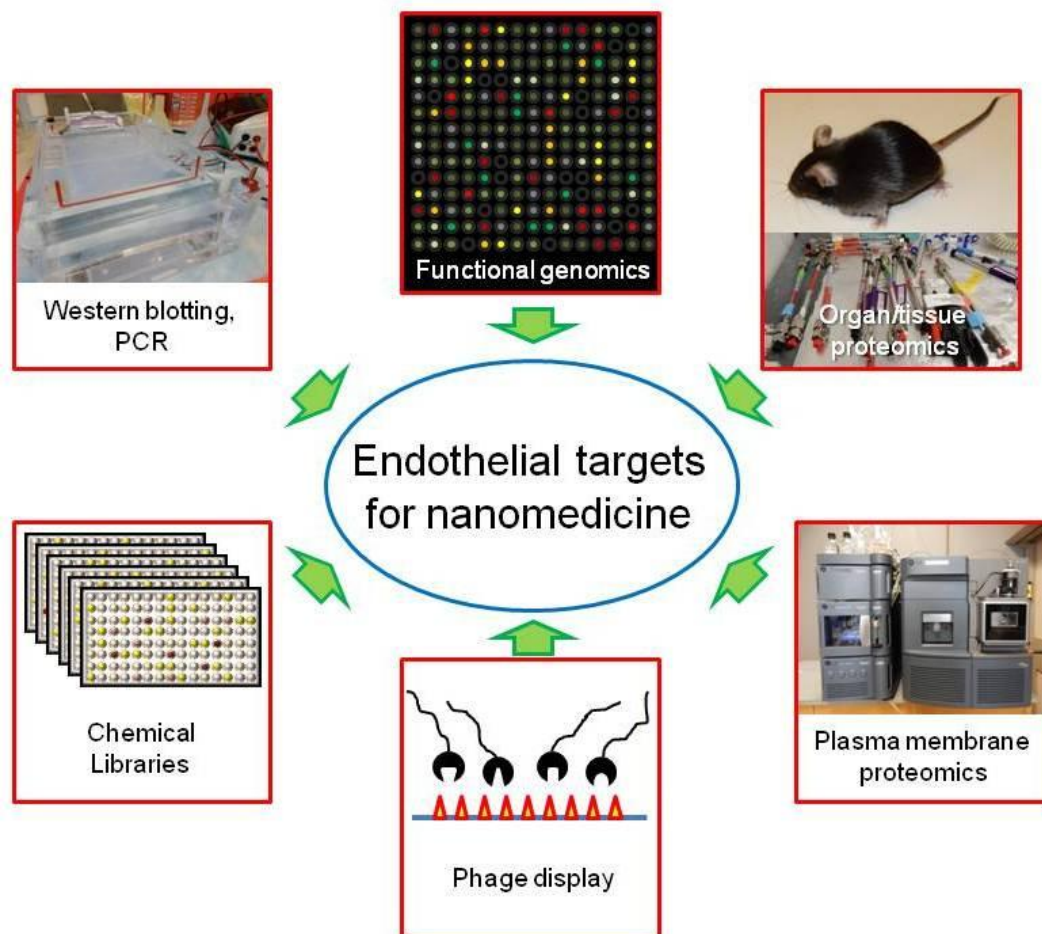 Functional genomics
Western blotting,
PCR
Organ/tissue
proteomics
Endothelial targets
for nanomedicine
Chemical
Libraries
Plasma membrane
proteomics
Phage display